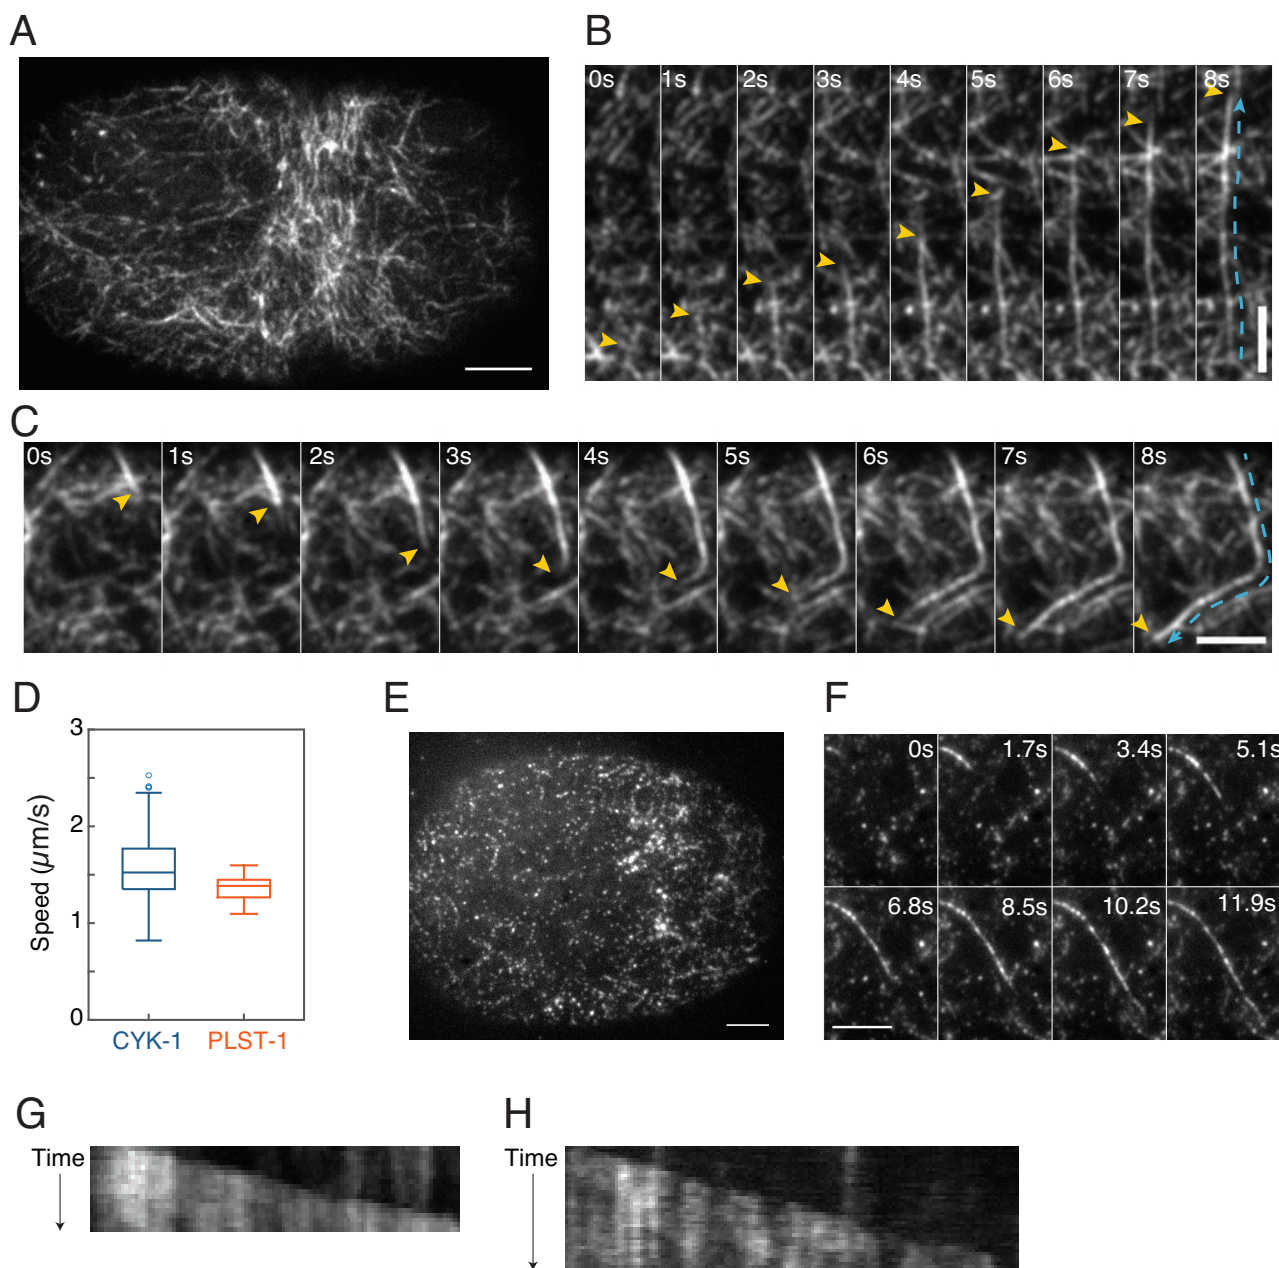 A
B
0s 1s 2s 3s 4s 5s 6s 7s 8s
C
0s 1s 2s 3s 4s 5s 6s 7s 8s
D
3
2
1
0
Speed (µm/s)
CYK-1 PLST-1
E
F
0s 1.7s 3.4s 5.1s
6.8s 8.5s 10.2s 11.9s
G
Time
H
Time